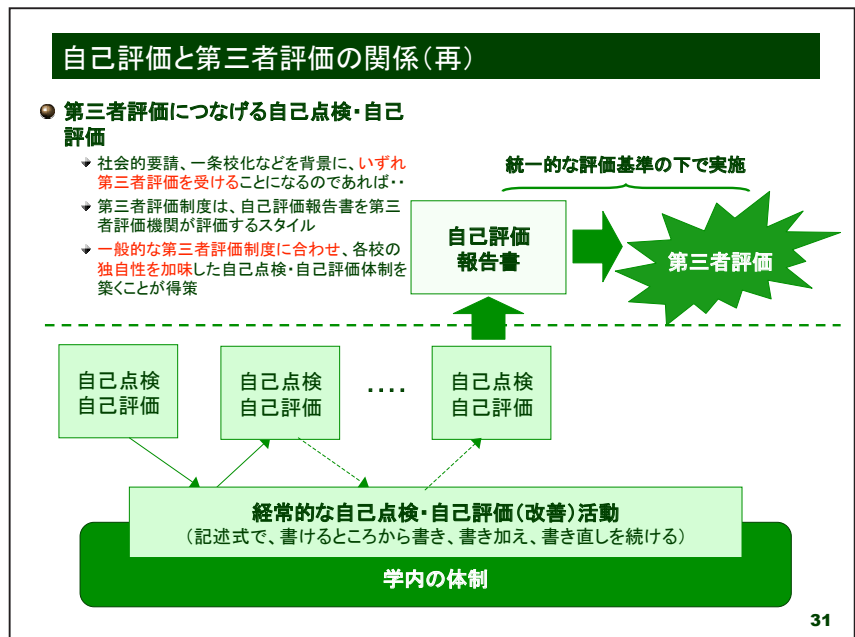 自己評価と第三者評価の関係(再)
第三者評価につなげる自己点検・自己
評価
社会的要請、一条校化などを背景に、いずれ
第三者評価を受けることになるのであれば・・
第三者評価制度は、自己評価報告書を第三
者評価機関が評価するスタイル
一般的な第三者評価制度に合わせ、各校の
独自性を加味した自己点検・自己評価体制を
築くことが得策
統一的な評価基準の下で実施
自己評価
報告書
第三者評価
自己点検
自己評価
自己点検
自己評価
‥‥
自己点検
自己評価
経常的な自己点検・自己評価(改善)活動
(記述式で、書けるところから書き、書き加え、書き直しを続ける)
学内の体制
31